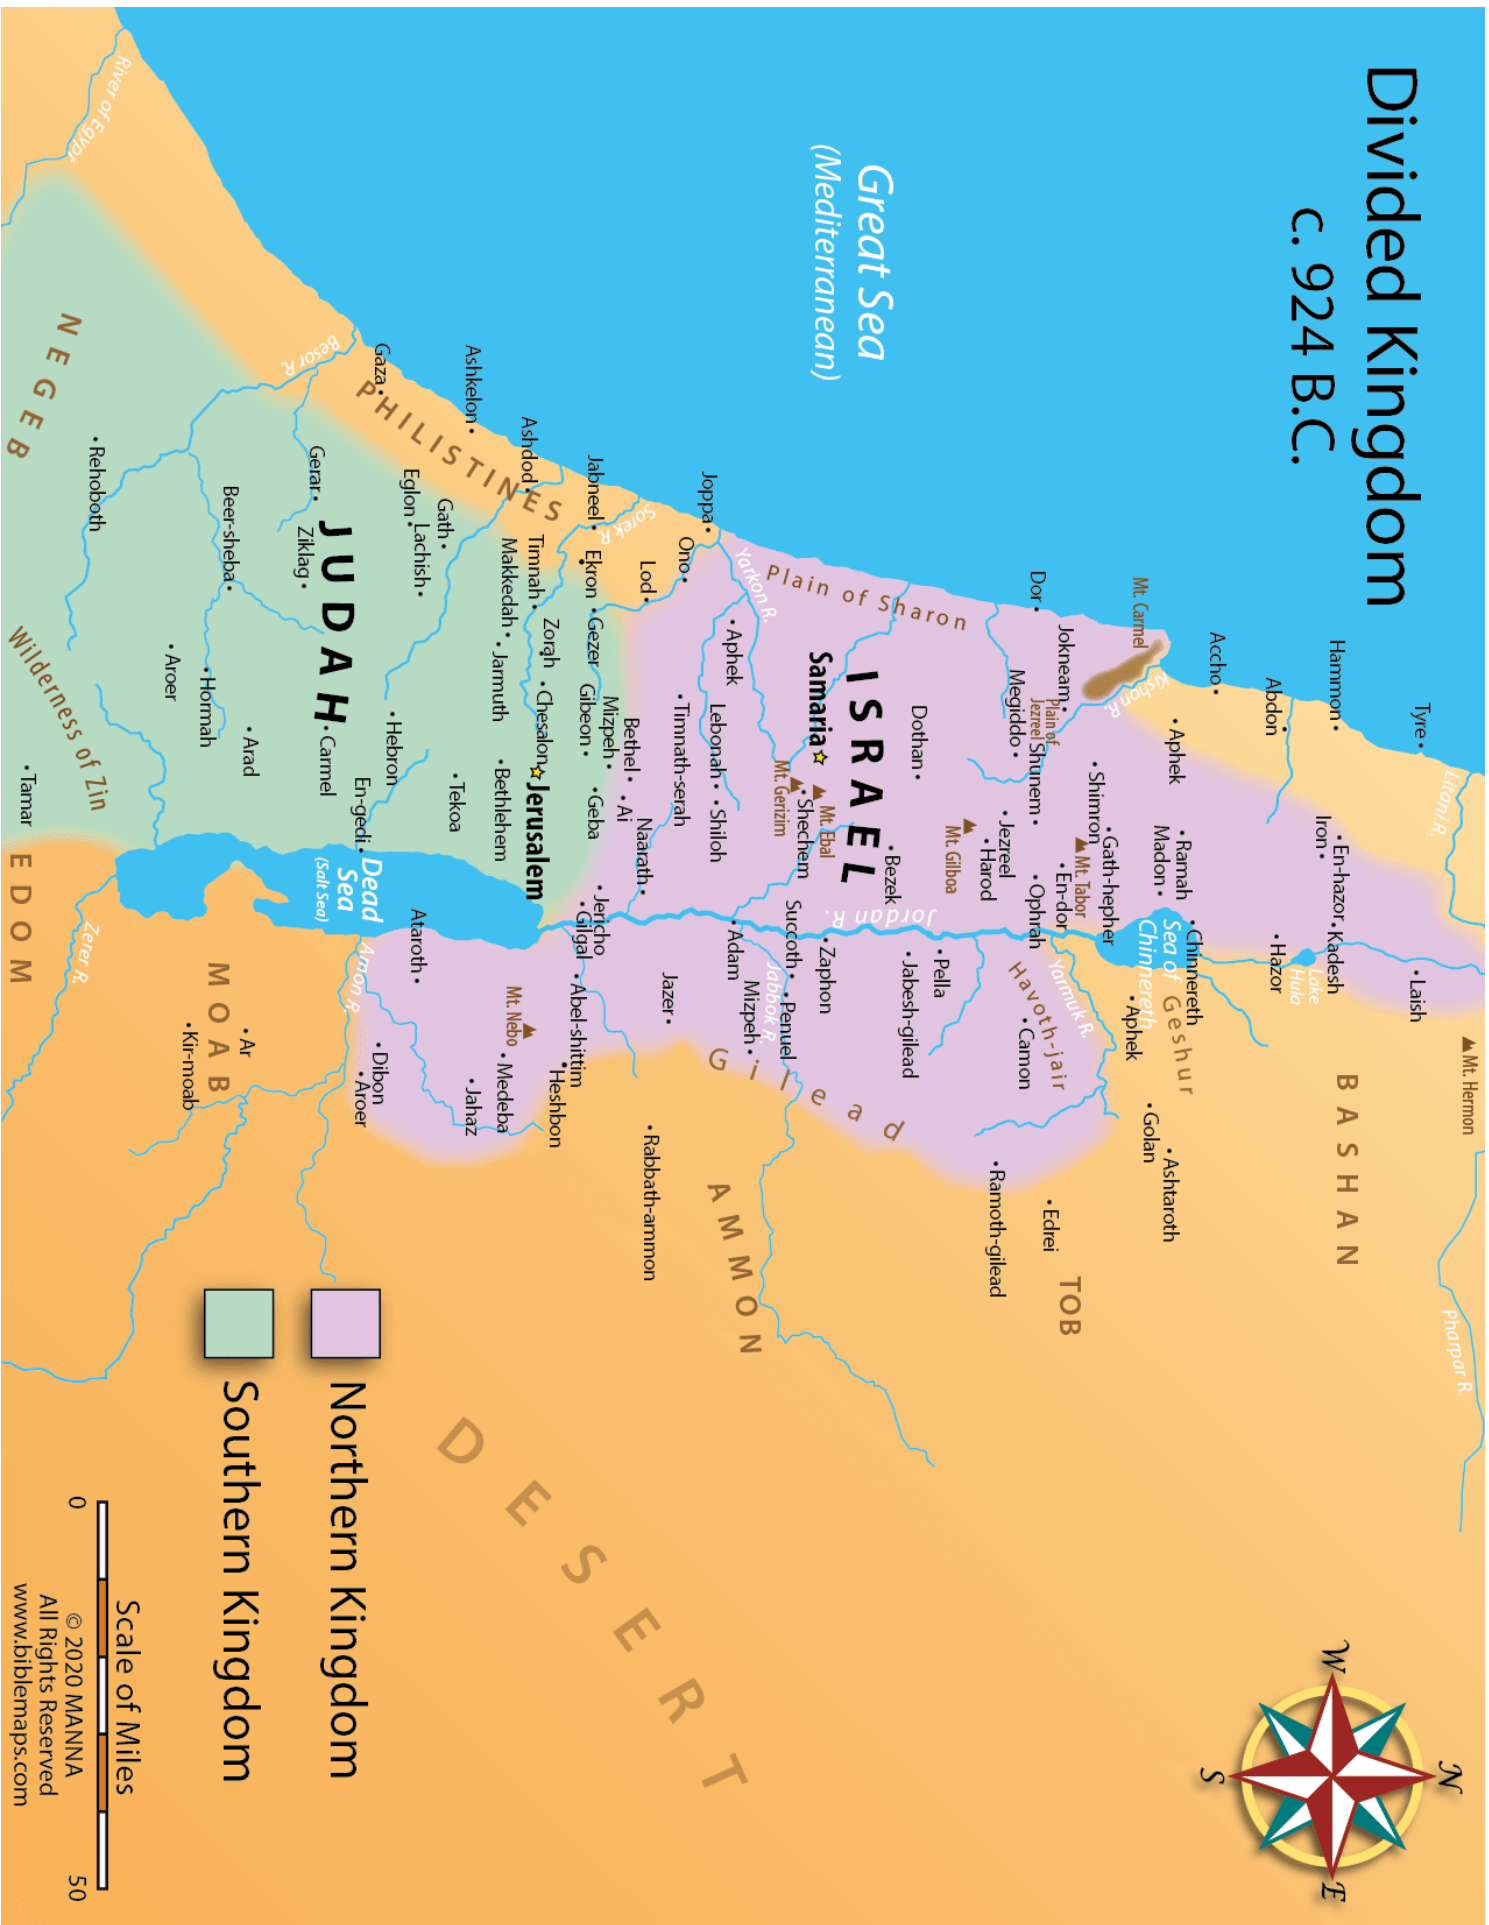 Divided Kingdom
c. 924 B.C.
Great Sea
(Mediterranean)
Tyre
Litani R.
Mt. Hermon
Pharpar R.
Laish
Hammon
En-hazor
Kadesh
Iron
Lake
Hula
BASHAN
Abdon
Hazor
Accho
Chinnereth
Geshur
Ramah
Madon
Aphek
Sea of
Chinnereth
Ashtaroth
Golan
Aphek
Mt. Carmel
Kishon R.
Shimron
Gath-hepher
Mt. Tabor
Yarmuk R.
TOB
Jokneam
En-dor
Edrei
Dor
Plain of
Jezreel
Shunem
Ophrah
Havoth-jair
Camon
Megiddo
Jezreel
Harod
Ramoth-gilead
Plain of Sharon
Mt. Gilboa
Dothan
Pella
Jabesh-gilead
Bezek
Jordan R.
ISRAEL
Samaria
Mt. Ebal
Zaphon
Shechem
Mt. Gerizim
Succoth
Penuel
Jabbok R.
Gilead
Yarkon R.
Aphek
Adam
Mizpeh
Joppa
Lebonah
Shiloh
AMMON
Ono
Timnath-serah
Jazer
Lod
Naarath
Rabbath-ammon
Sorek R.
Bethel
Ai
Jabneel
Ekron
Gezer
Mizpeh
Gibeon
Geba
Jericho
Gilgal
Abel-shittim
Heshbon
PHILISTINES
Ashdod
Timnah
Zorah
Chesalon
Jerusalem
Mt. Nebo
Makkedah
Jarmuth
Bethlehem
Medeba
Ashkelon
Gath
Tekoa
Jahaz
Eglon
Lachish
Ataroth
Gaza
Hebron
Dibon
En-gedi
Dead
Sea
(Salt Sea)
Arnon R.
Aroer
JUDAH
Carmel
Besor R.
Gerar
Ziklag
Beer-sheba
Arad
Hormah
Ar
MOAB
Kir-moab
Aroer
River of Egypt
Rehoboth
NEGEB
Wilderness of Zin
Tamar
Zerer R.
EDOM
DESERT
Northern Kingdom
Southern Kingdom
Scale of Miles
0
50
© 2020 MANNA
All Rights Reserved
www.biblemaps.com
N
W
E
S